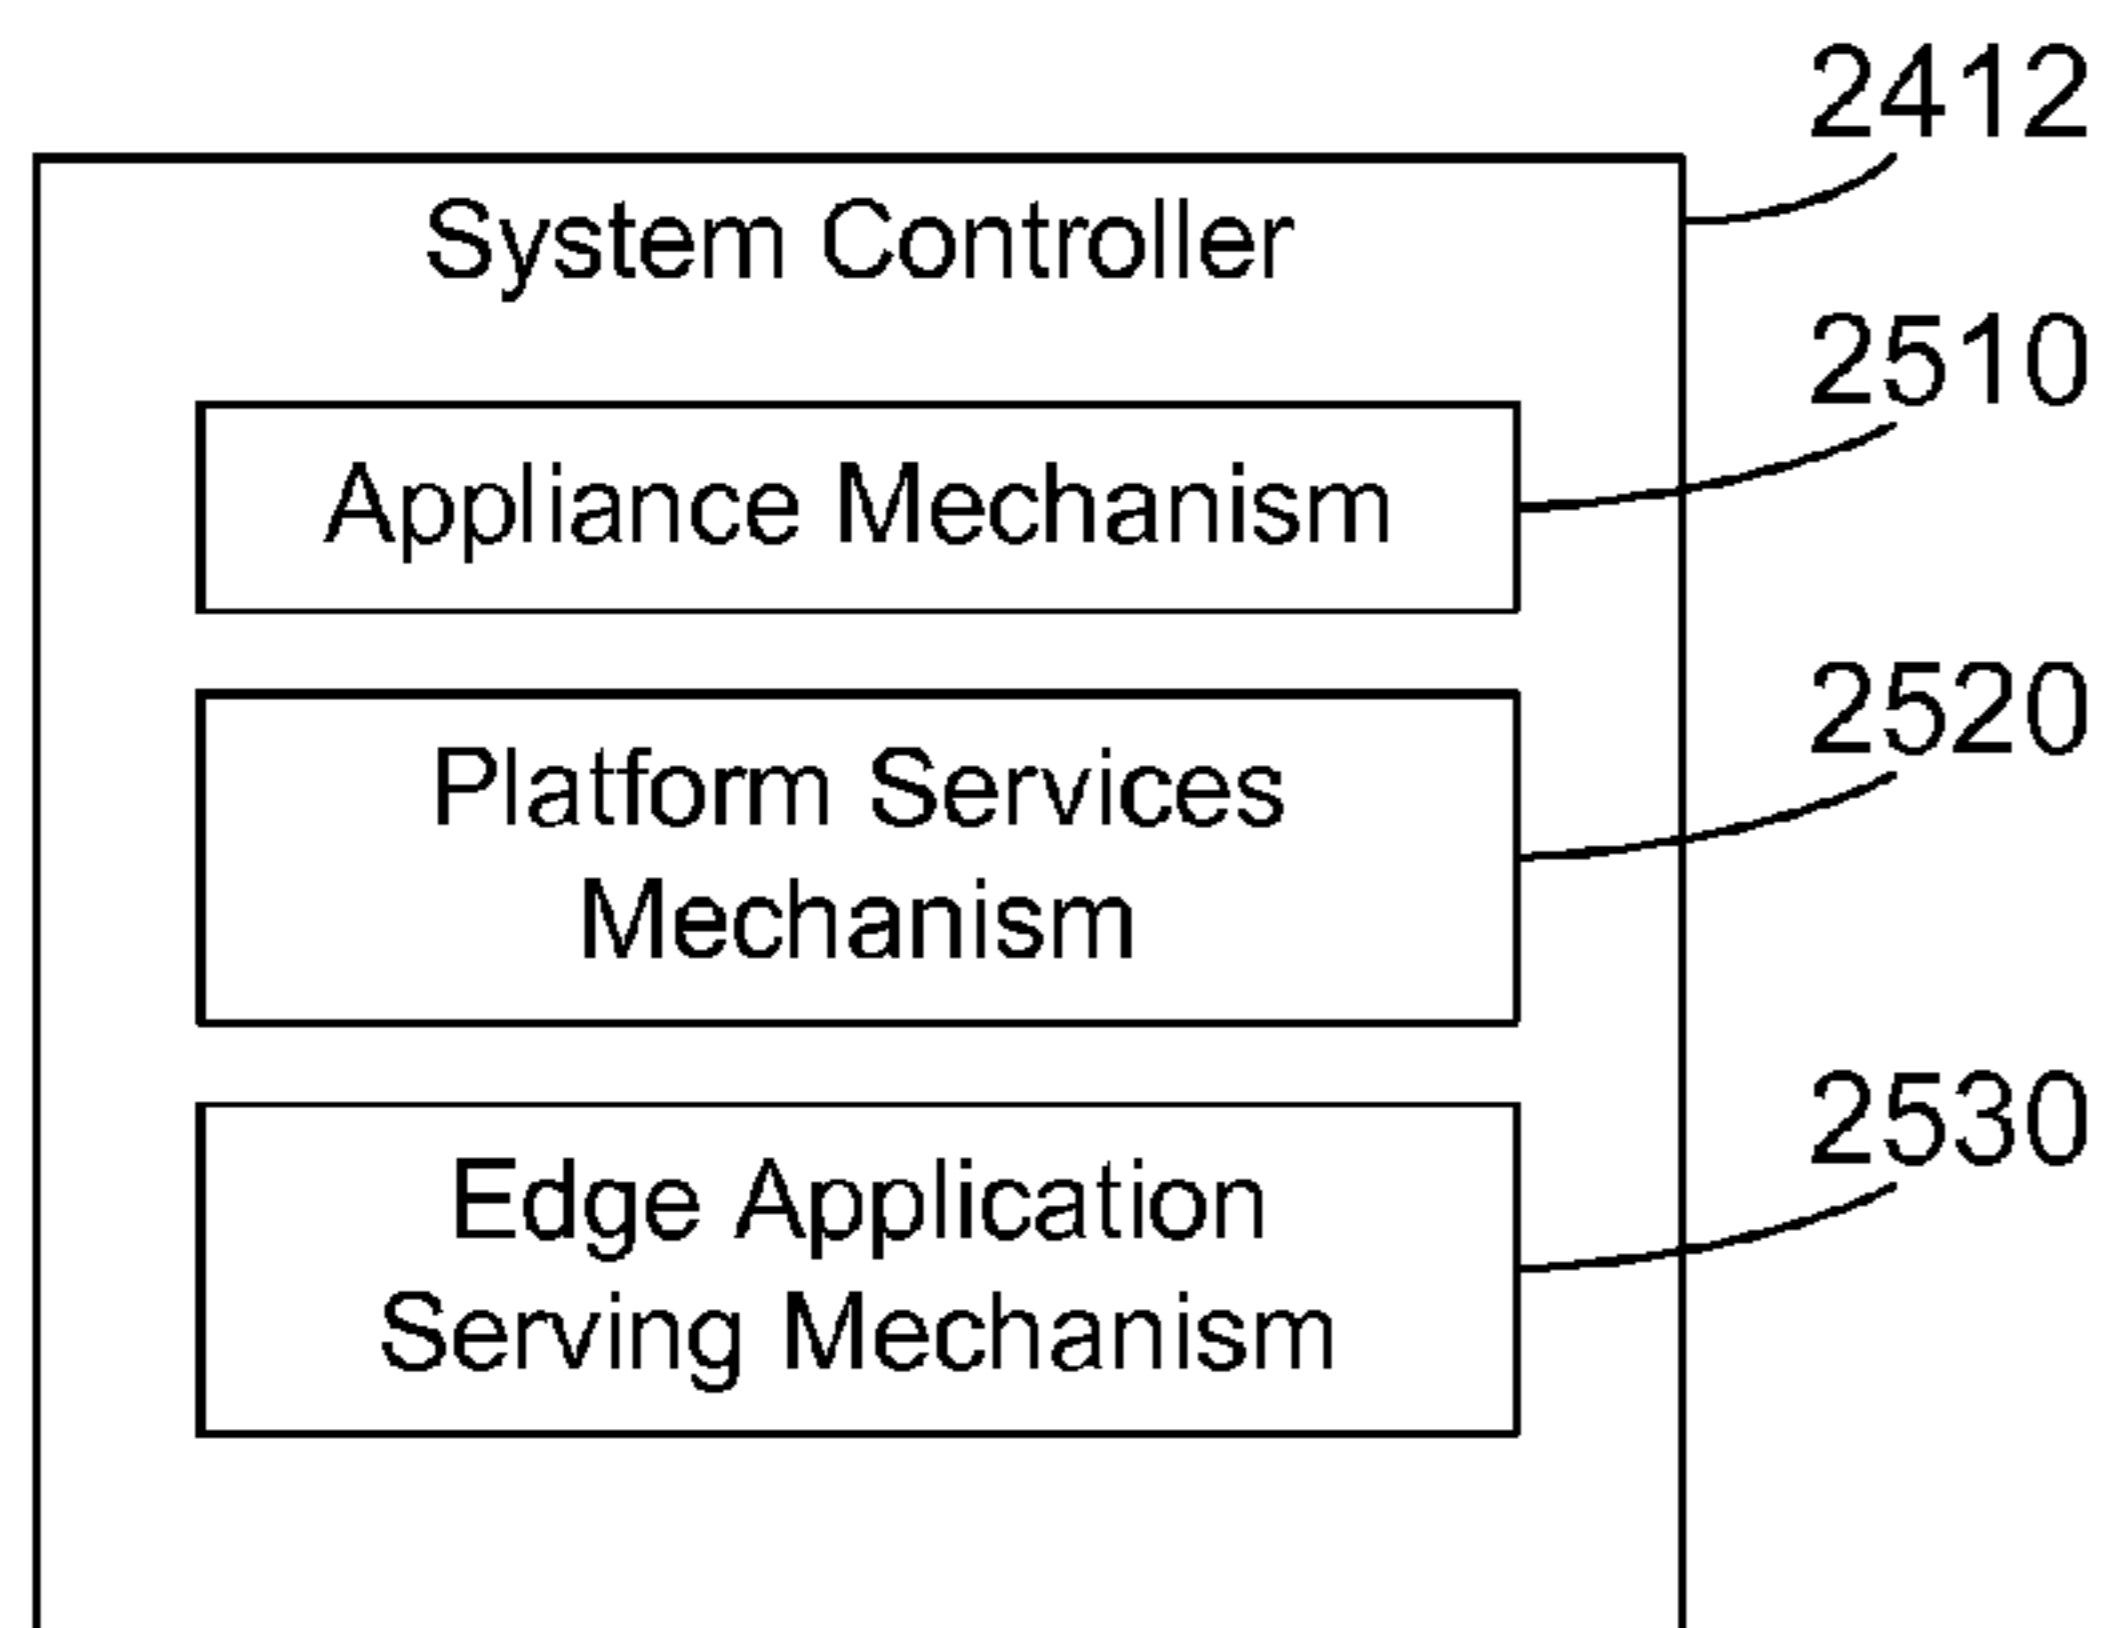 2412
System Controller
2510
Appliance Mechanism
2520
Platform Services
Mechanism
2530
Edge Application
Serving Mechanism